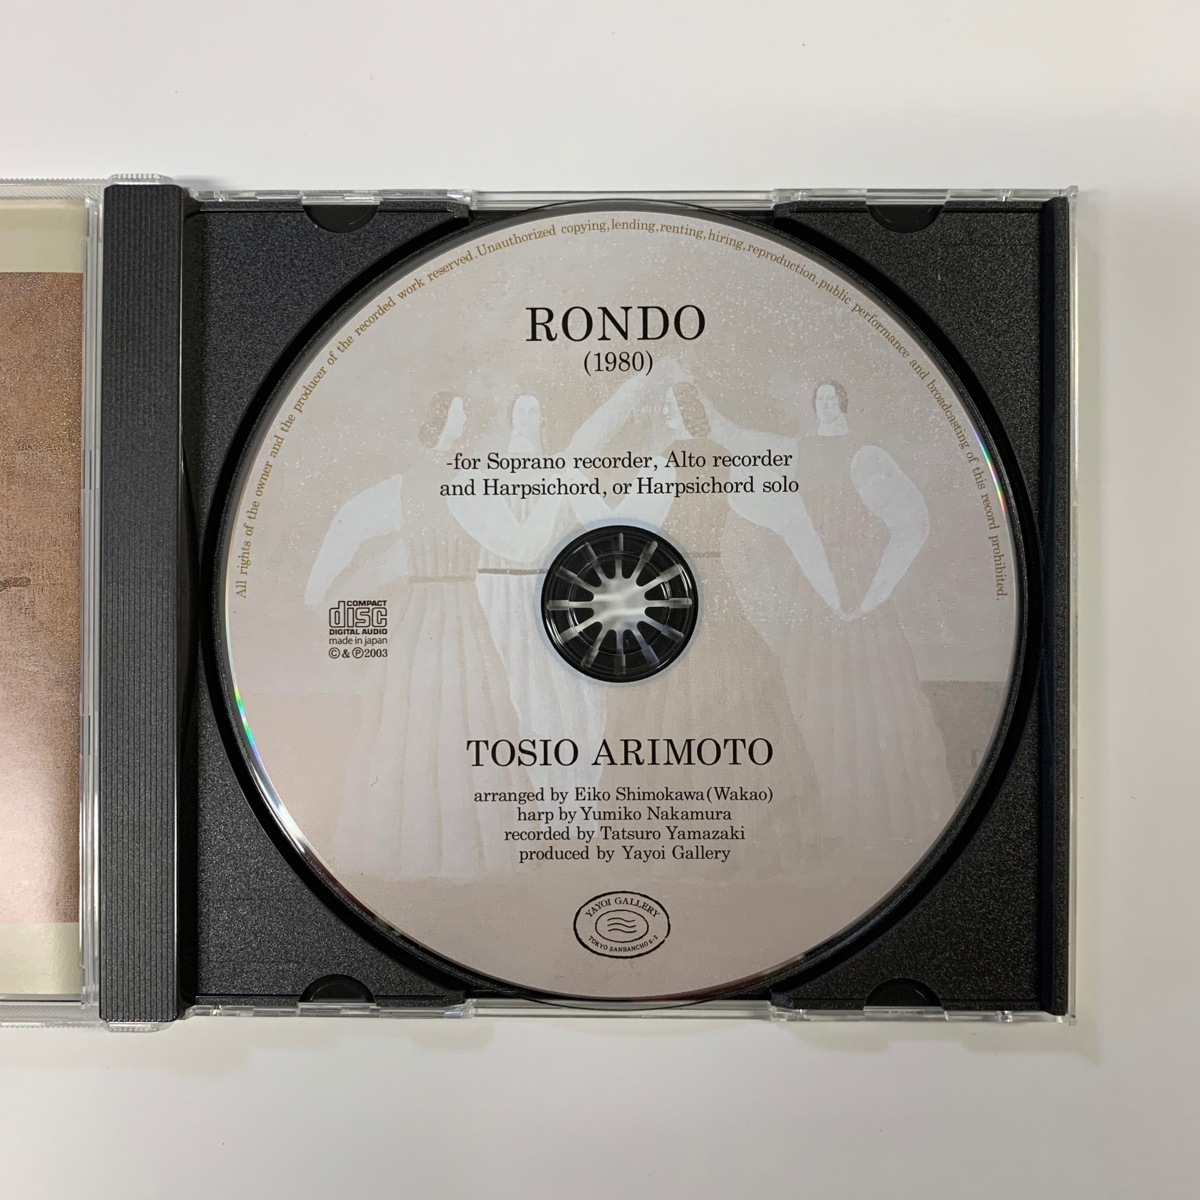 All rights of the owner and the producer of the recorded work reserved. Unauthorized copying, lending, renting, hiring, reproduction, public performance and broadcasting of this record prohibited.
RONDO
(1980)
-for Soprano recorder, Alto recorder
and Harpsichord, or Harpsichord solo
COMPACT
disc
DIGITAL AUDIO
made in japan
©&℗2003
TOSIO ARIMOTO
arranged by Eiko Shimokawa(Wakao)
harp by Yumiko Nakamura
recorded by Tatsuro Yamazaki
produced by Yayoi Gallery
YAYOI GALLERY
TOKYO SANBANCHO 6-2